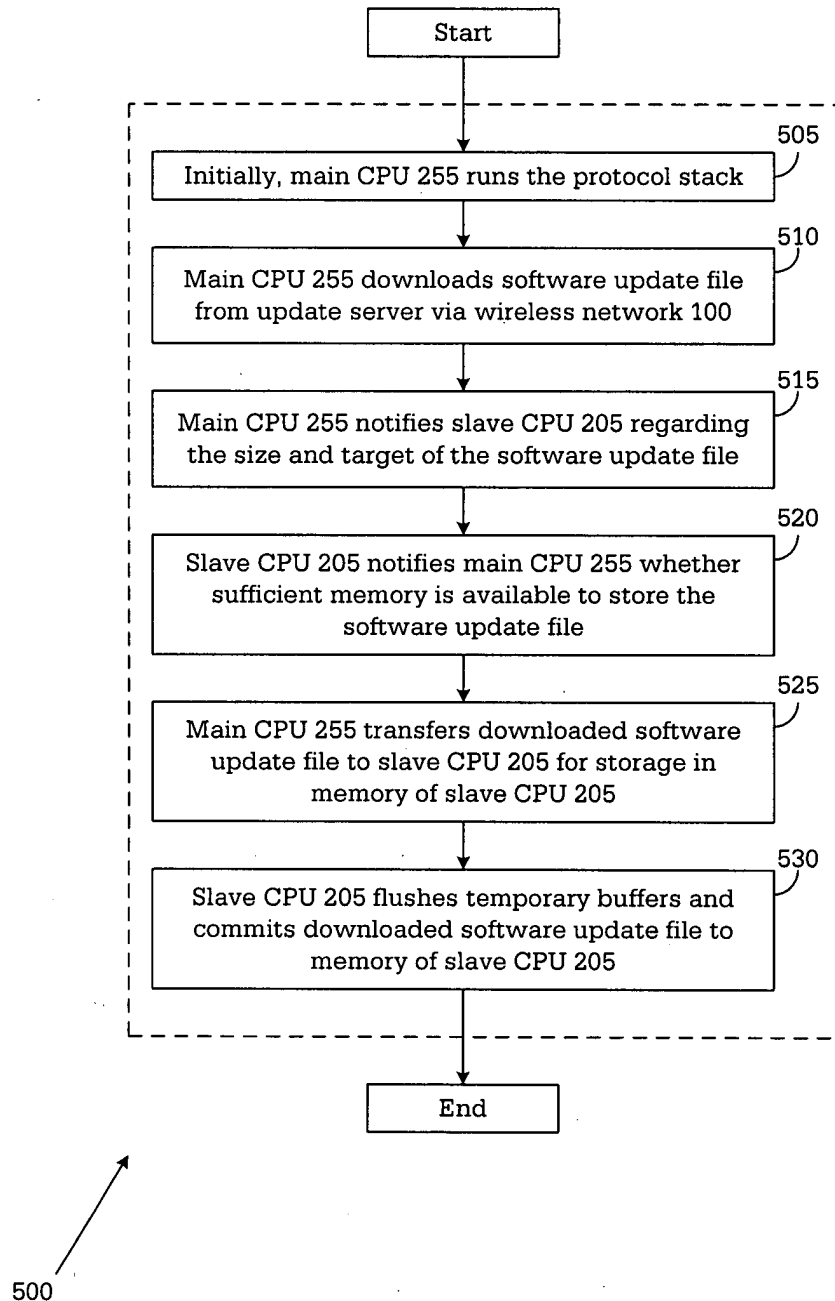 Start
505
Initially, main CPU 255 runs the protocol stack
510
Main CPU 255 downloads software update file
from update server via wireless network 100
515
Main CPU 255 notifies slave CPU 205 regarding
the size and target of the software update file
520
Slave CPU 205 notifies main CPU 255 whether
sufficient memory is available to store the
software update file
525
Main CPU 255 transfers downloaded software
update file to slave CPU 205 for storage in
memory of slave CPU 205
530
Slave CPU 205 flushes temporary buffers and
commits downloaded software update file to
memory of slave CPU 205
End
500